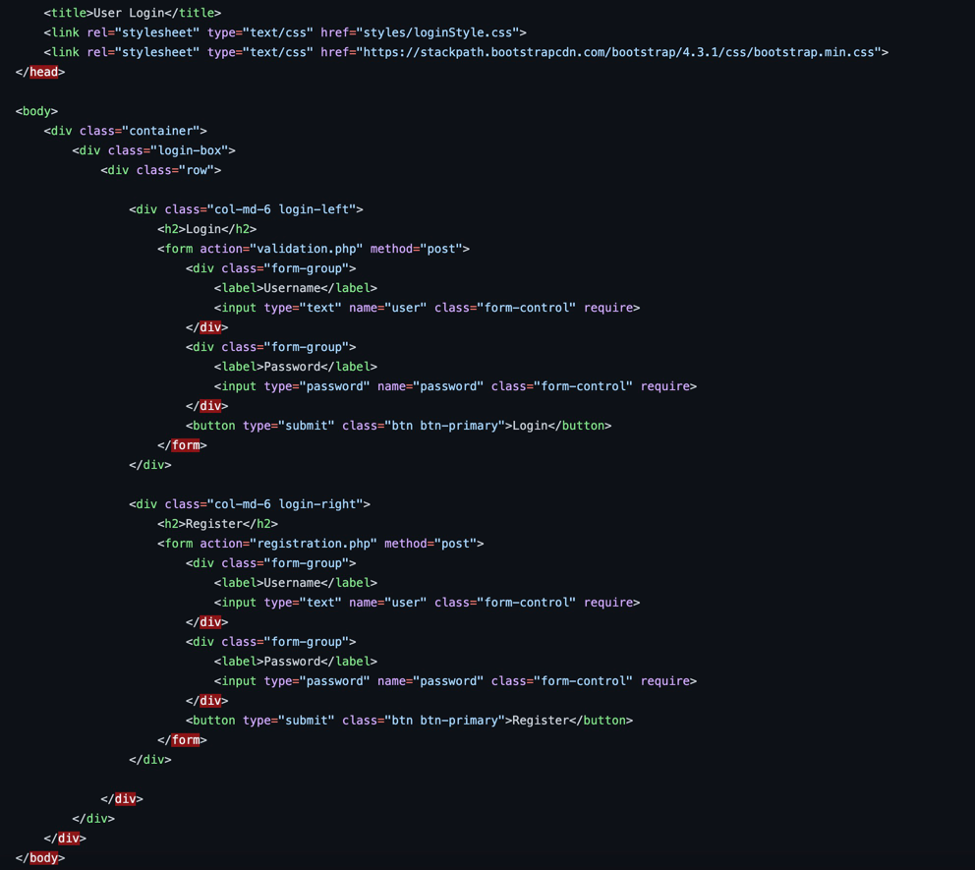 <title>User Login</title>
    <link rel="stylesheet" type="text/css" href="styles/loginStyle.css">
    <link rel="stylesheet" type="text/css" href="https://stackpath.bootstrapcdn.com/bootstrap/4.3.1/css/bootstrap.min.css">
</head>
<body>
    <div class="container">
        <div class="login-box">
            <div class="row">
                <div class="col-md-6 login-left">
                    <h2>Login</h2>
                    <form action="validation.php" method="post">
                        <div class="form-group">
                            <label>Username</label>
                            <input type="text" name="user" class="form-control" require>
                        </div>
                        <div class="form-group">
                            <label>Password</label>
                            <input type="password" name="password" class="form-control" require>
                        </div>
                        <button type="submit" class="btn btn-primary">Login</button>
                    </form>
                </div>
                <div class="col-md-6 login-right">
                    <h2>Register</h2>
                    <form action="registration.php" method="post">
                        <div class="form-group">
                            <label>Username</label>
                            <input type="text" name="user" class="form-control" require>
                        </div>
                        <div class="form-group">
                            <label>Password</label>
                            <input type="password" name="password" class="form-control" require>
                        </div>
                        <button type="submit" class="btn btn-primary">Register</button>
                    </form>
                </div>
            </div>
        </div>
    </div>
</body>